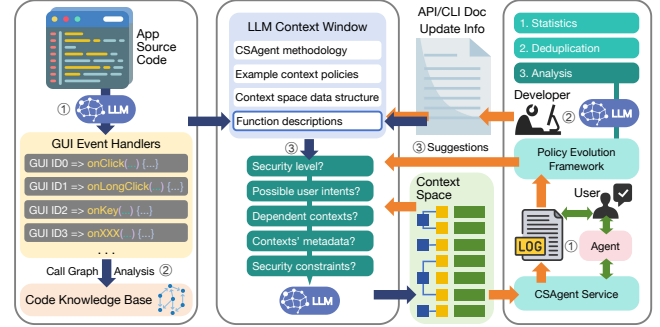 App
Source
Code
① LLM
GUI Event Handlers
GUI ID0 => onClick(...) {...}
GUI ID1 => onLongClick(...) {...}
GUI ID2 => onKey(...) {...}
GUI ID3 => onXXX(...) {...}
...
Call Graph Analysis ②
Code Knowledge Base
LLM Context Window
CSAgent methodology
Example context policies
Context space data structure
Function descriptions
③
Security level?
Possible user intents?
Dependent contexts?
Contexts' metadata?
Security constraints?
LLM
API/CLI Doc
Update Info
③ Suggestions
Context
Space
1. Statistics
2. Deduplication
3. Analysis
Developer
② LLM
Policy Evolution
Framework
User
LOG
①
Agent
CSAgent Service